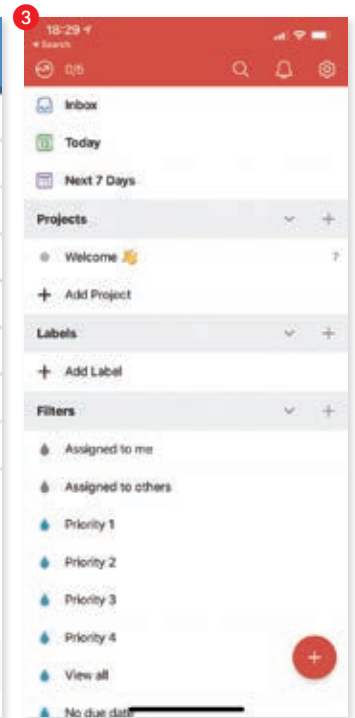 3
18:29
Search
0/5
Inbox
Today
Next 7 Days
Projects
Welcome 👋
7
+ Add Project
Labels
+ Add Label
Filters
Assigned to me
Assigned to others
Priority 1
Priority 2
Priority 3
Priority 4
View all
No due date